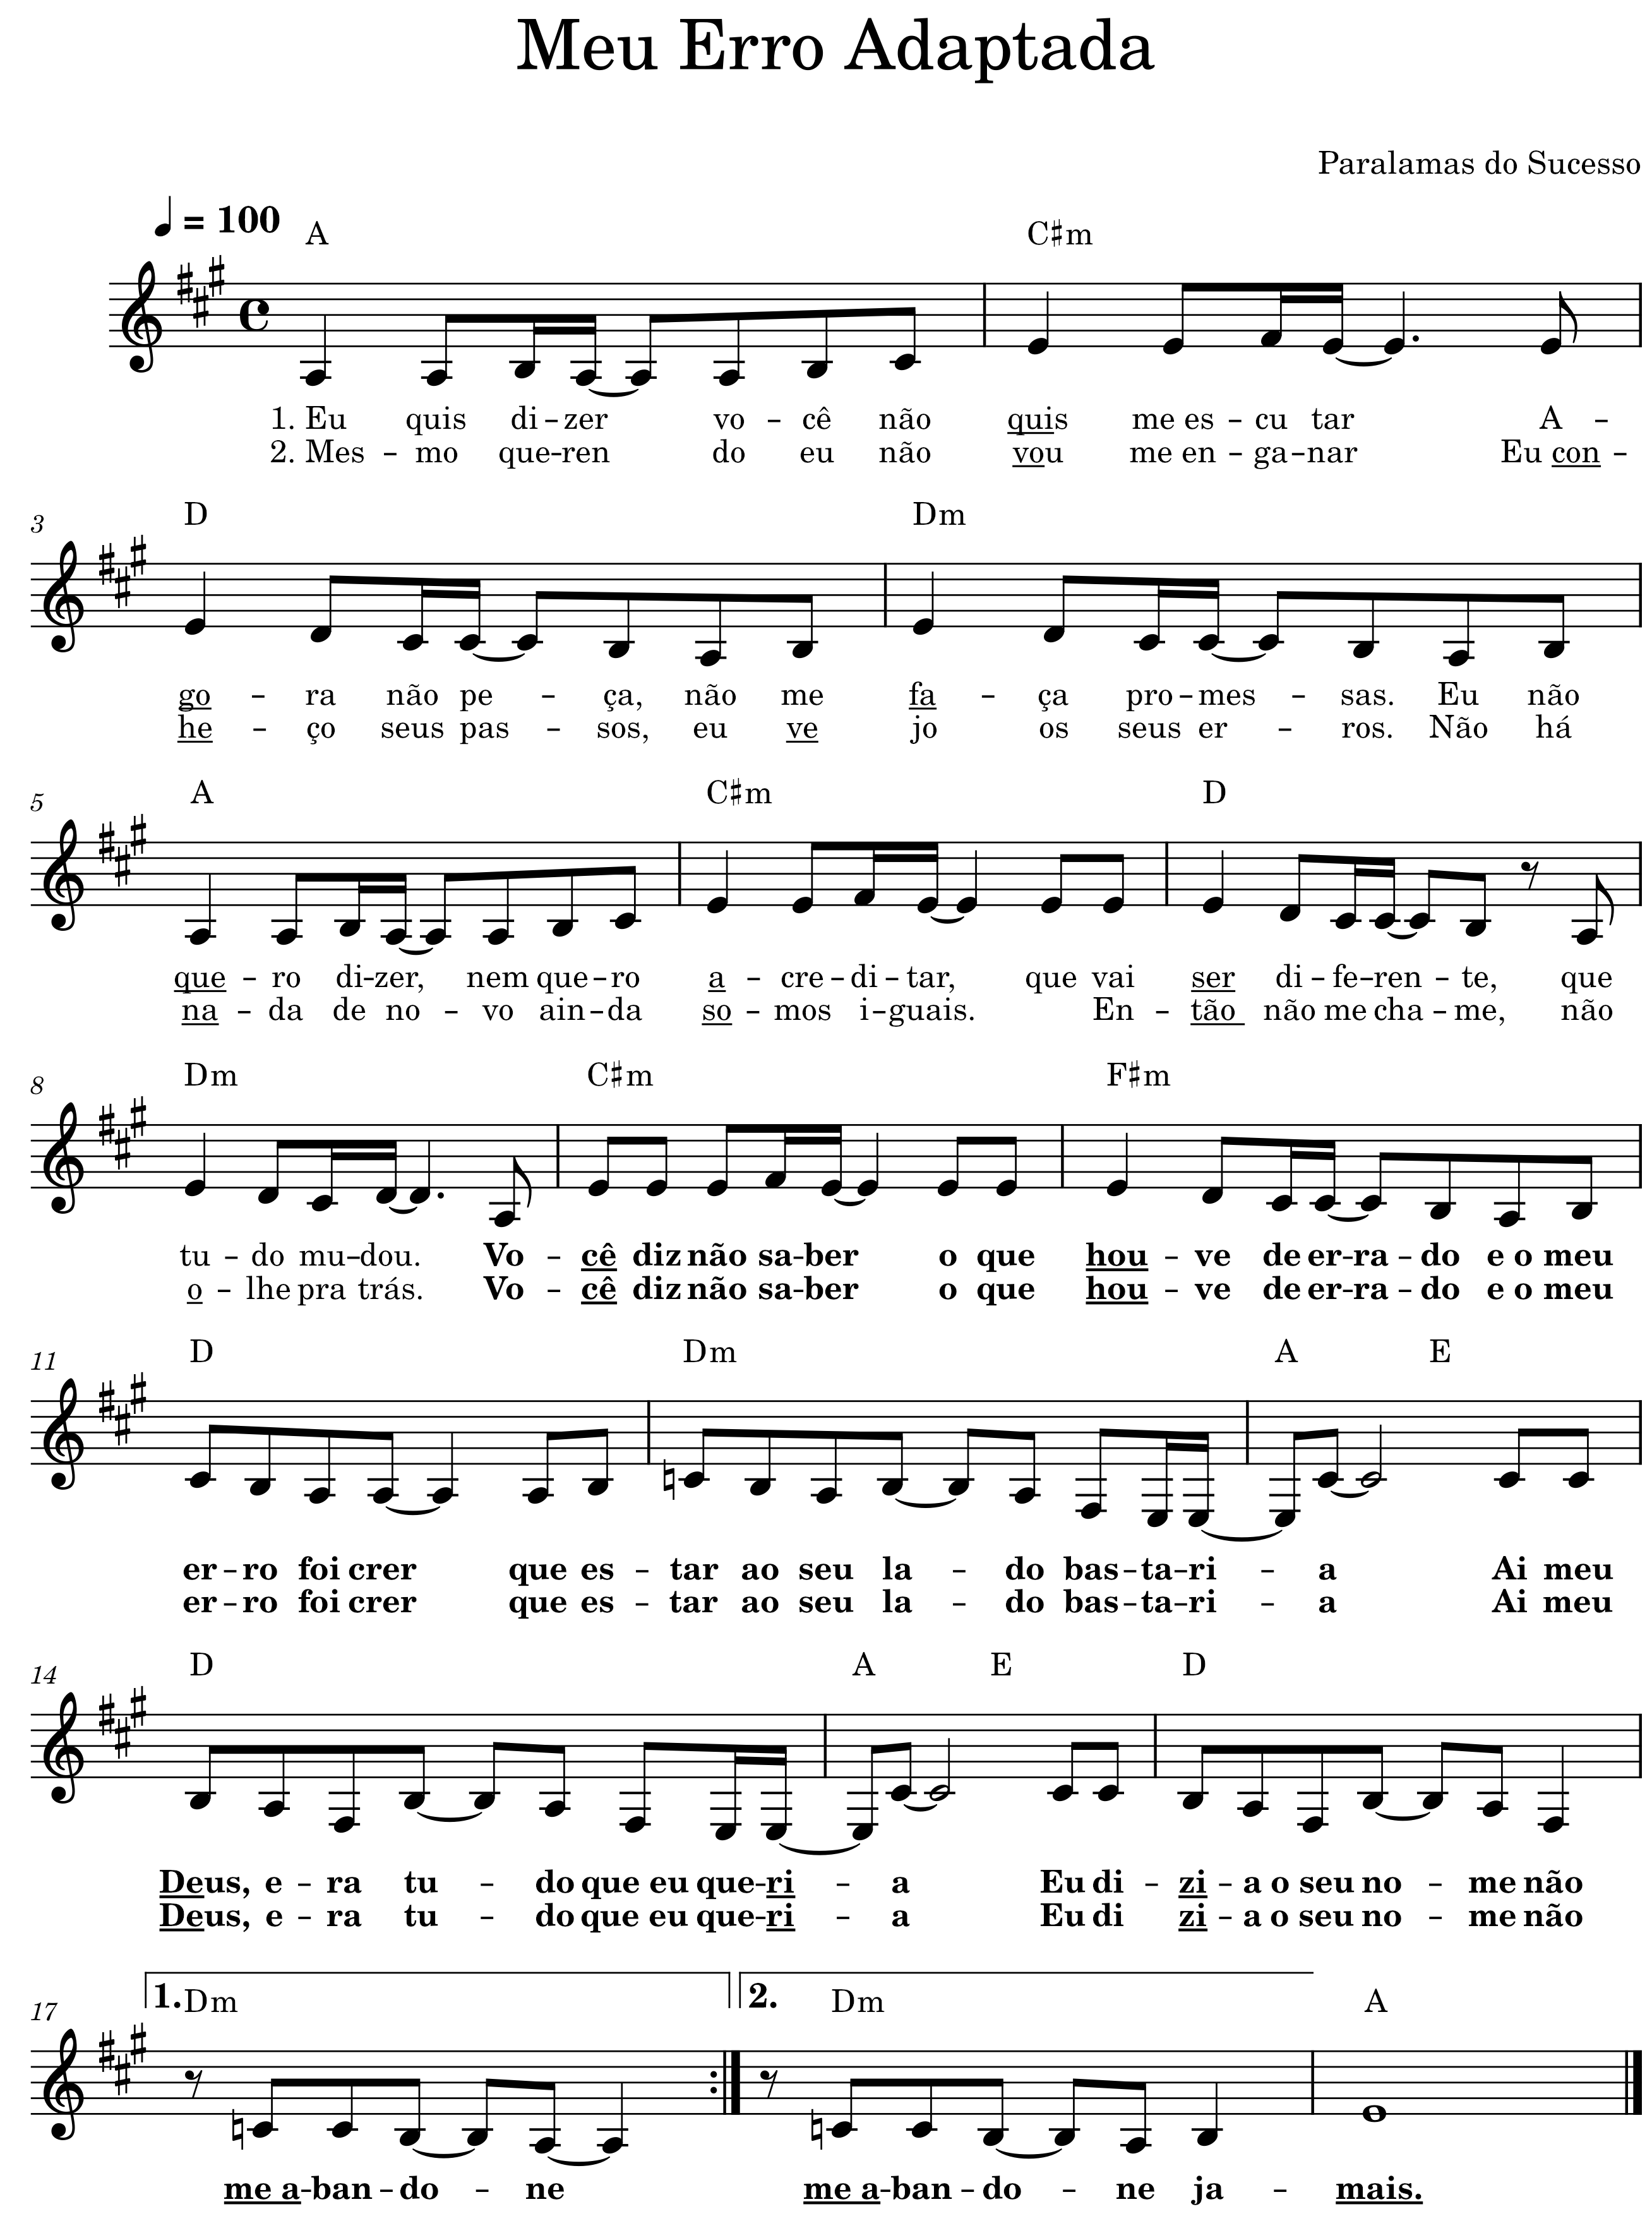 Meu Erro Adaptada
Paralamas do Sucesso
= 100
A C♯m
1. Eu quis di – zer vo – cê não quis me es – cu tar A –
2. Mes – mo que – ren do eu não vou me en – ga – nar Eu con –
3 D Dm
go – ra não pe – ça, não me fa – ça pro – mes – sas. Eu não
he – ço seus pas – sos, eu ve jo os seus er – ros. Não há
5 A C♯m D
que – ro di – zer, nem que – ro a – cre – di – tar, que vai ser di – fe – ren – te, que
na – da de no – vo ain – da so – mos i – guais. En – tão não me cha – me, não
8 Dm C♯m F♯m
tu – do mu – dou. Vo – cê diz não sa – ber o que hou – ve de er – ra – do e o meu
o – lhe pra trás. Vo – cê diz não sa – ber o que hou – ve de er – ra – do e o meu
11 D Dm A E
er – ro foi crer que es – tar ao seu la – do bas – ta – ri – a Ai meu
er – ro foi crer que es – tar ao seu la – do bas – ta – ri – a Ai meu
14 D A E D
Deus, e – ra tu – do que eu que – ri – a Eu di – zi – a o seu no – me não
Deus, e – ra tu – do que eu que – ri – a Eu di zi – a o seu no – me não
17 1. Dm 2. Dm A
me a – ban – do – ne me a – ban – do – ne ja – mais.